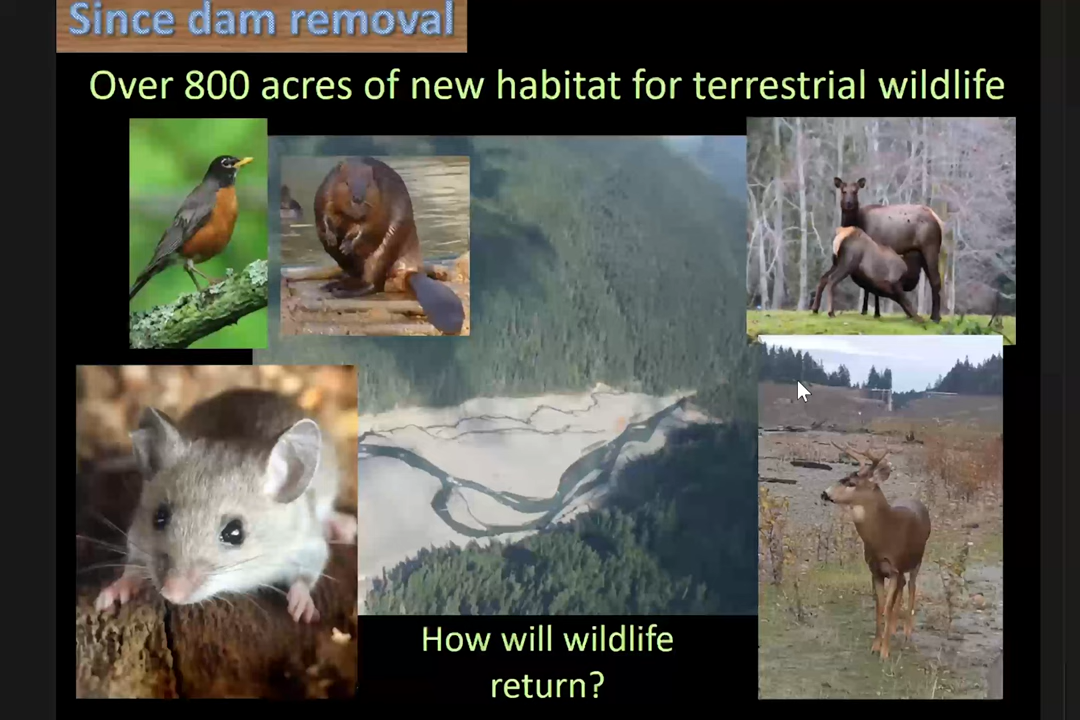 Since dam removal
Over 800 acres of new habitat for terrestrial wildlife
How will wildlife
return?